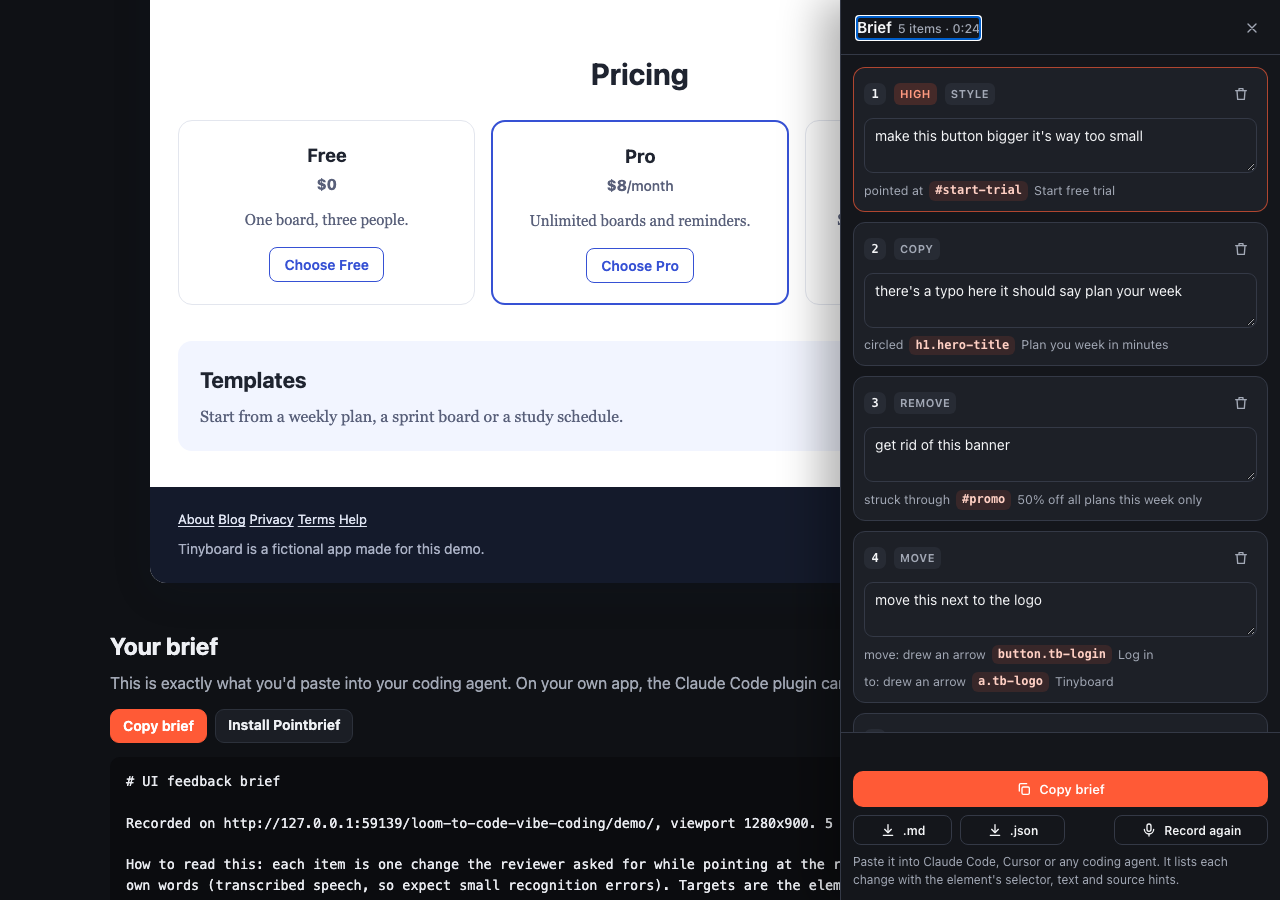 Pricing
Free
$0
One board, three people.
Choose Free
Pro
$8/month
Unlimited boards and reminders.
Choose Pro
Templates
Start from a weekly plan, a sprint board or a study schedule.
About Blog Privacy Terms Help
Tinyboard is a fictional app made for this demo.
Your brief
This is exactly what you'd paste into your coding agent. On your own app, the Claude Code plugin
Copy brief
Install Pointbrief
# UI feedback brief
Recorded on http://127.0.0.1:59139/loom-to-code-vibe-coding/demo/, viewport 1280x900. 5
How to read this: each item is one change the reviewer asked for while pointing at the
own words (transcribed speech, so expect small recognition errors). Targets are the
Brief 5 items · 0:24
1 HIGH STYLE
make this button bigger it's way too small
pointed at #start-trial Start free trial
2 COPY
there's a typo here it should say plan your week
circled h1.hero-title Plan you week in minutes
3 REMOVE
get rid of this banner
struck through #promo 50% off all plans this week only
4 MOVE
move this next to the logo
move: drew an arrow button.tb-login Log in
to: drew an arrow a.tb-logo Tinyboard
Copy brief
.md
.json
Record again
Paste it into Claude Code, Cursor or any coding agent. It lists each
change with the element's selector, text and source hints.